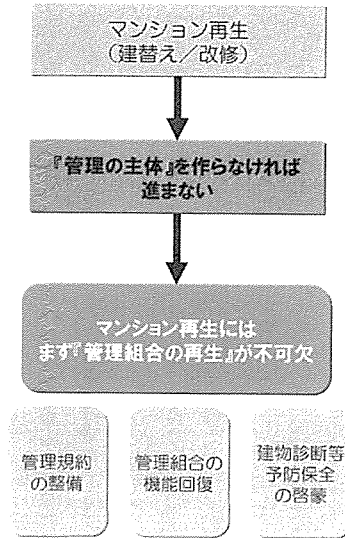 マンション再生
（建替え／改修）
『管理の主体』を作らなければ
進まない
マンション再生には
まず『管理組合の再生』が不可欠
管理規約
の整備
管理組合の
機能回復
建物診断等
予防保全
の啓蒙